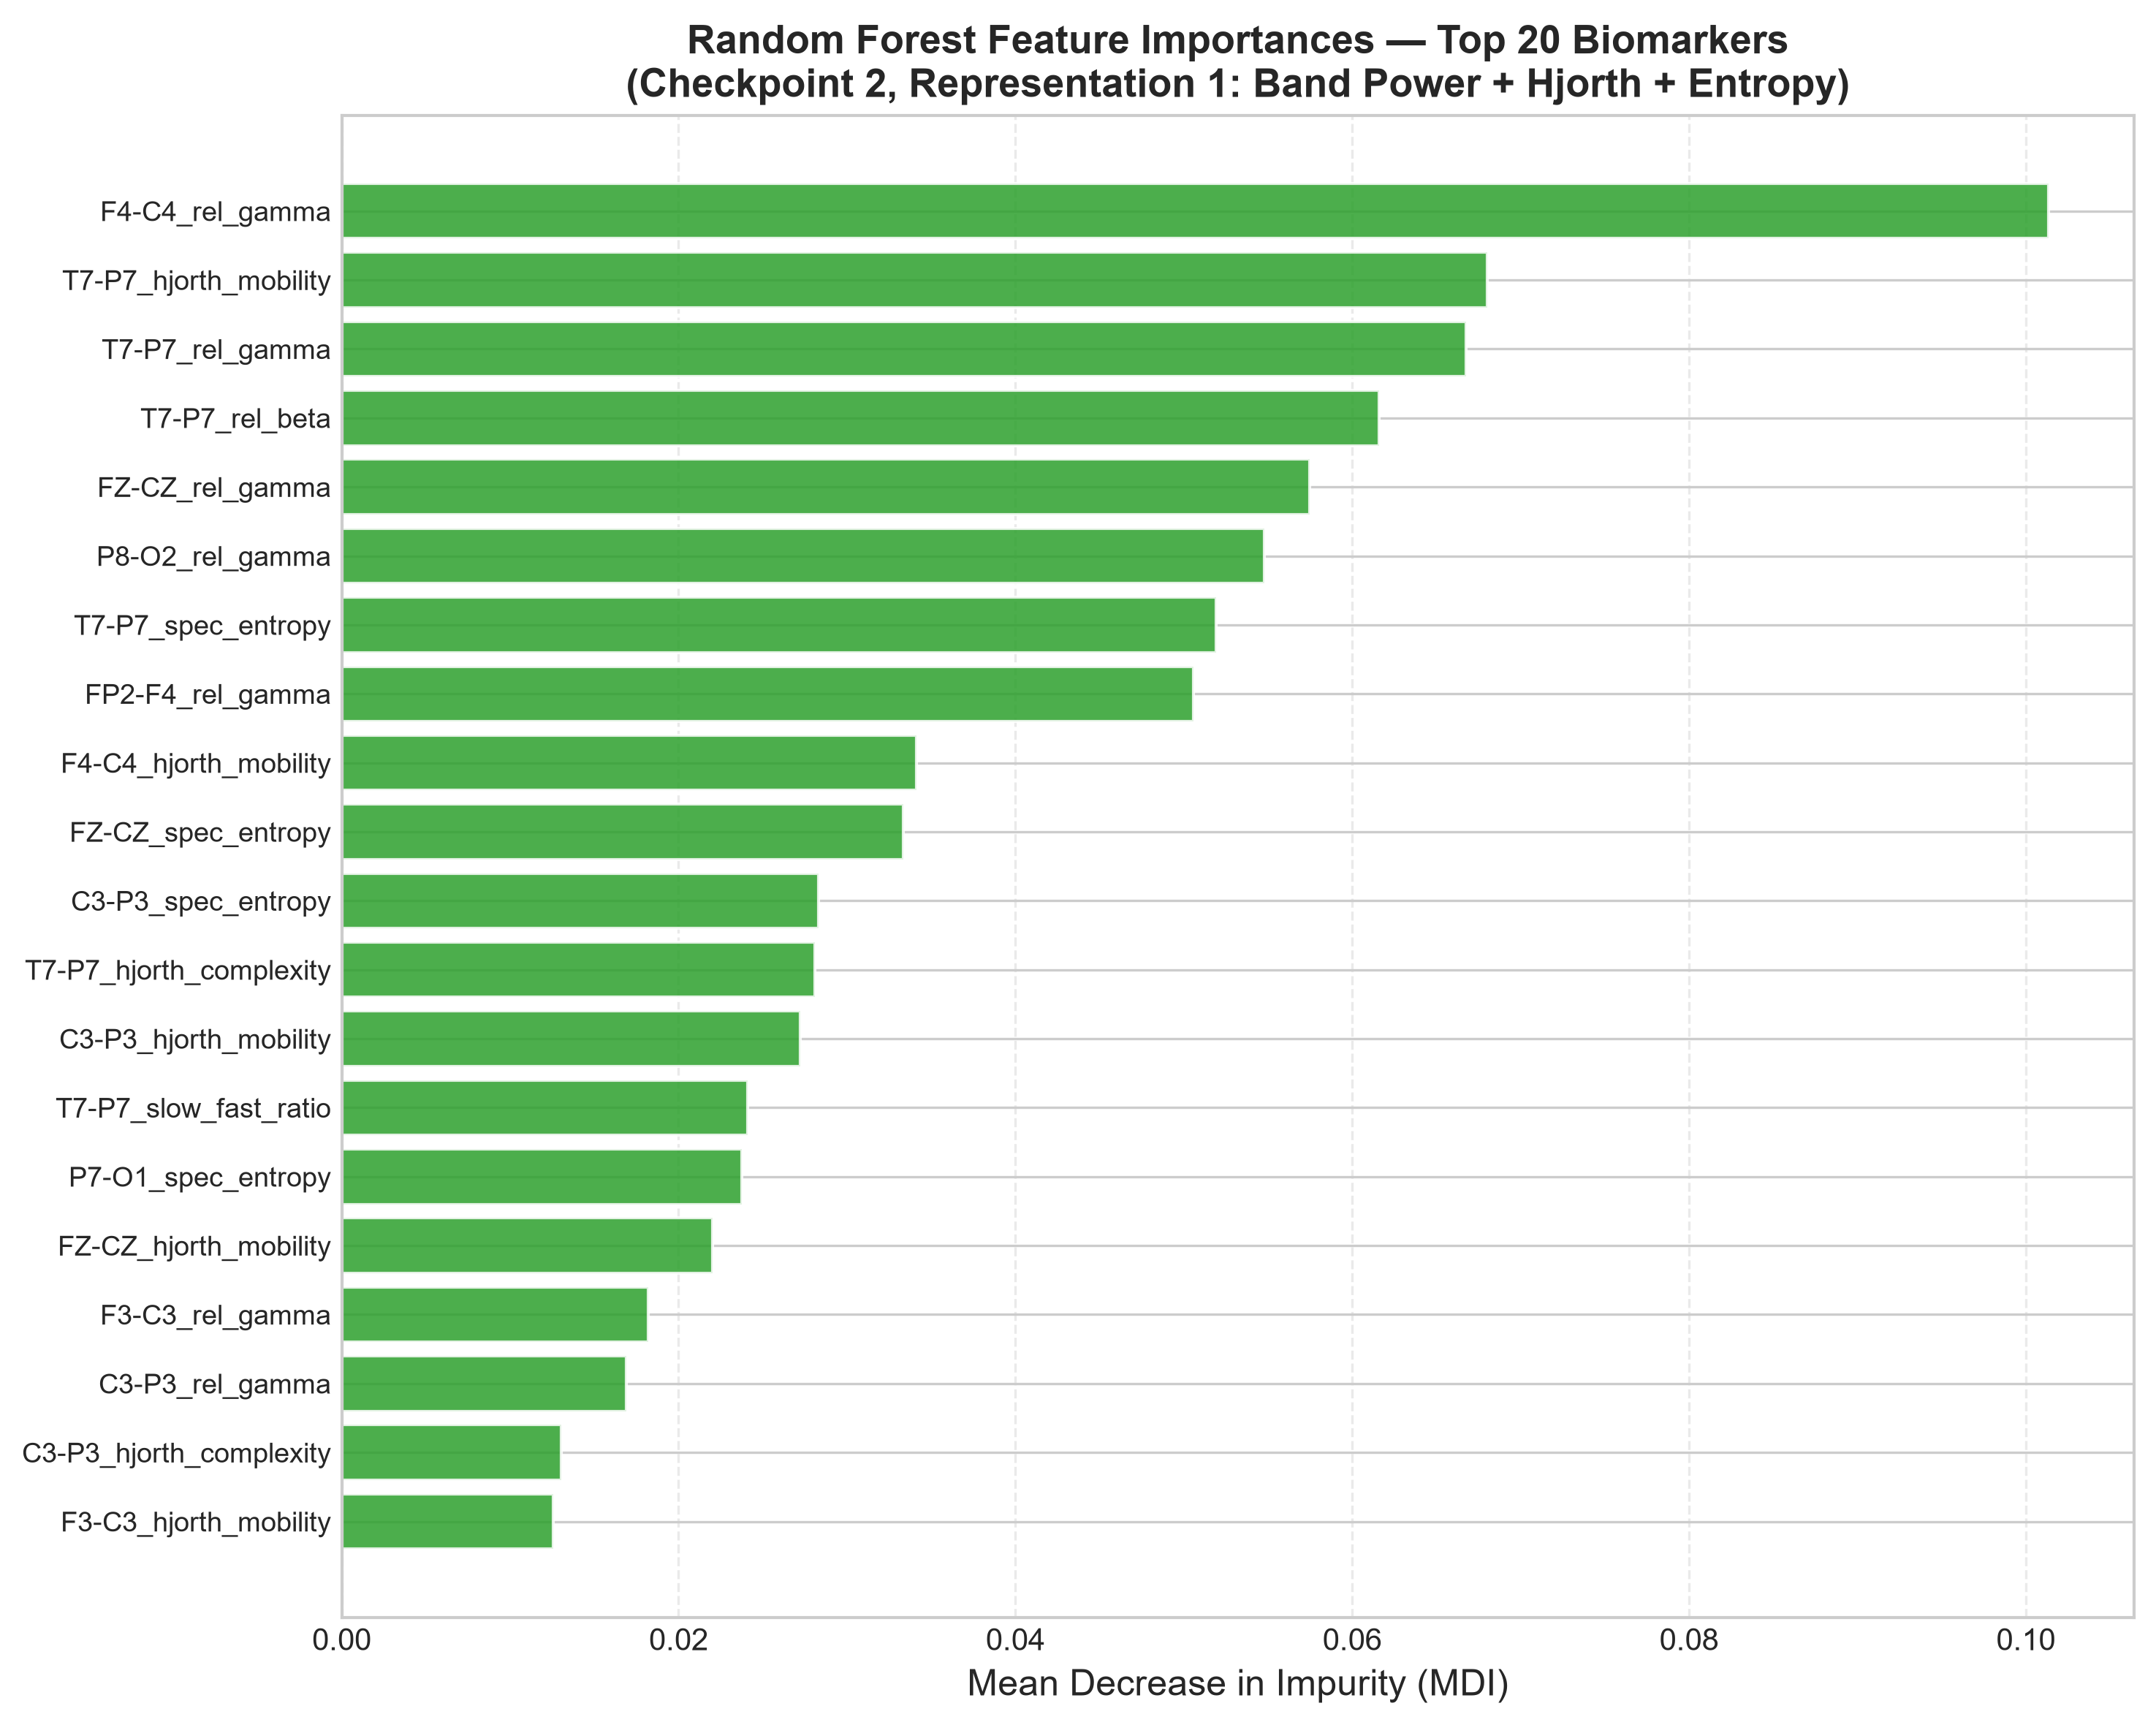 Random Forest Feature Importances — Top 20 Biomarkers
(Checkpoint 2, Representation 1: Band Power + Hjorth + Entropy)
F4-C4_rel_gamma
T7-P7_hjorth_mobility
T7-P7_rel_gamma
T7-P7_rel_beta
FZ-CZ_rel_gamma
P8-O2_rel_gamma
T7-P7_spec_entropy
FP2-F4_rel_gamma
F4-C4_hjorth_mobility
FZ-CZ_spec_entropy
C3-P3_spec_entropy
T7-P7_hjorth_complexity
C3-P3_hjorth_mobility
T7-P7_slow_fast_ratio
P7-O1_spec_entropy
FZ-CZ_hjorth_mobility
F3-C3_rel_gamma
C3-P3_rel_gamma
C3-P3_hjorth_complexity
F3-C3_hjorth_mobility
0.00 0.02 0.04 0.06 0.08 0.10
Mean Decrease in Impurity (MDI)